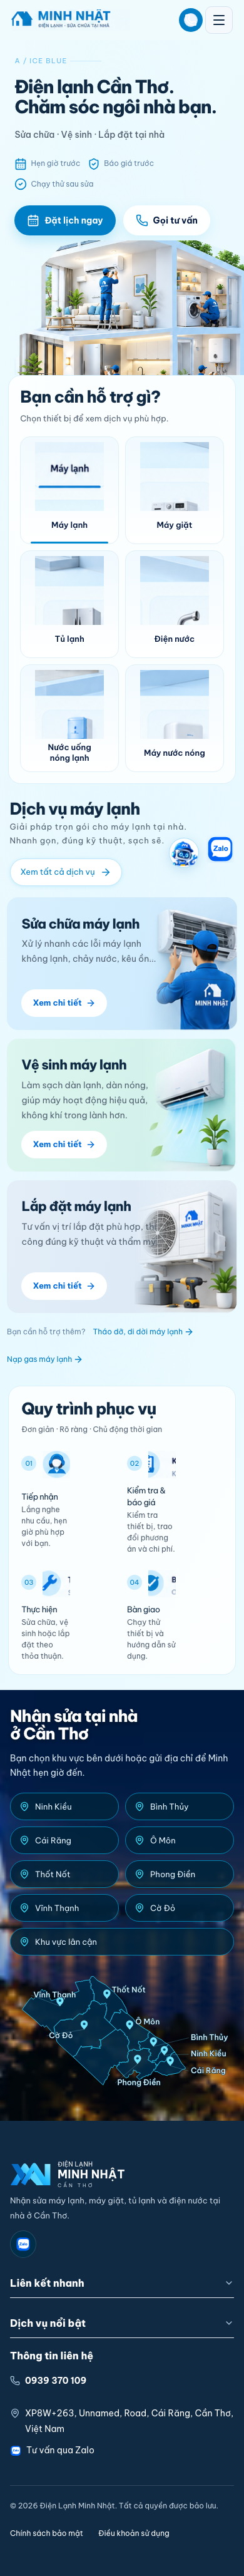 MINH NHẬT
ĐIỆN LẠNH · SỬA CHỮA TẠI NHÀ
A / ICE BLUE
Điện lạnh Cần Thơ.
Chăm sóc ngôi nhà bạn.
Sửa chữa · Vệ sinh · Lắp đặt tại nhà
Hẹn giờ trước
Báo giá trước
Chạy thử sau sửa
Đặt lịch ngay
Gọi tư vấn
Bạn cần hỗ trợ gì?
Chọn thiết bị để xem dịch vụ phù hợp.
Máy lạnh
Máy lạnh
Máy giặt
Tủ lạnh
Điện nước
Nước uống
nóng lạnh
Máy nước nóng
Dịch vụ máy lạnh
Giải pháp trọn gói cho máy lạnh tại nhà.
Nhanh gọn, đúng kỹ thuật, sạch sẽ.
Zalo
Xem tất cả dịch vụ
Sửa chữa máy lạnh
Xử lý nhanh các lỗi máy lạnh
không lạnh, chảy nước, kêu ồn...
Xem chi tiết
MINH NHẬT
Vệ sinh máy lạnh
Làm sạch dàn lạnh, dàn nóng,
giúp máy hoạt động hiệu quả,
không khí trong lành hơn.
Xem chi tiết
Lắp đặt máy lạnh
Tư vấn vị trí lắp đặt phù hợp, thi
công đúng kỹ thuật và thẩm mỹ.
Xem chi tiết
MINH NHẬT
Bạn cần hỗ trợ thêm?
Tháo dỡ, di dời máy lạnh
Nạp gas máy lạnh
Quy trình phục vụ
Đơn giản · Rõ ràng · Chủ động thời gian
01
Tiếp nhận
Lắng nghe
nhu cầu, hẹn
giờ phù hợp
với bạn.
02
Kiểm tra &
báo giá
Kiểm tra
thiết bị, trao
đổi phương
án và chi phí.
03
Thực hiện
Sửa chữa, vệ
sinh hoặc lắp
đặt theo
thỏa thuận.
04
Bàn giao
Chạy thử
thiết bị và
hướng dẫn sử
dụng.
Nhận sửa tại nhà
ở Cần Thơ
Bạn chọn khu vực bên dưới hoặc gửi địa chỉ để Minh
Nhật hẹn giờ đến.
Ninh Kiều
Bình Thủy
Cái Răng
Ô Môn
Thốt Nốt
Phong Điền
Vĩnh Thạnh
Cờ Đỏ
Khu vực lân cận
Thốt Nốt
Vĩnh Thạnh
Ô Môn
Cờ Đỏ
Bình Thủy
Ninh Kiều
Cái Răng
Phong Điền
ĐIỆN LẠNH
MINH NHẬT
CẦN THƠ
Nhận sửa máy lạnh, máy giặt, tủ lạnh và điện nước tại
nhà ở Cần Thơ.
Zalo
Liên kết nhanh
Dịch vụ nổi bật
Thông tin liên hệ
0939 370 109
XP8W+263, Unnamed, Road, Cái Răng, Cần Thơ,
Việt Nam
Tư vấn qua Zalo
© 2026 Điện Lạnh Minh Nhật. Tất cả quyền được bảo lưu.
Chính sách bảo mật
Điều khoản sử dụng